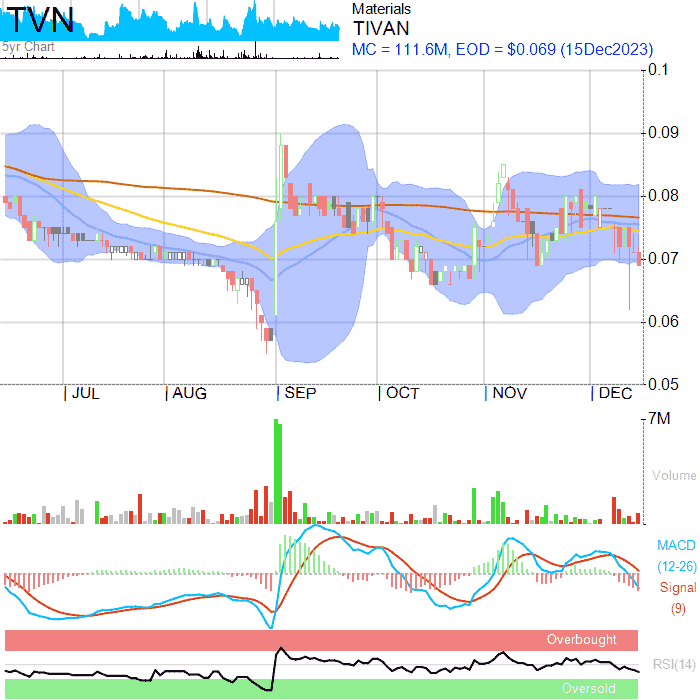 TVN
5yr Chart
Materials
TIVAN
MC = 111.6M, EOD = $0.069 (15Dec2023)
0.1
0.09
0.08
0.07
0.06
0.05
JUL AUG SEP OCT NOV DEC
7M
Volume
MACD
(12-26)
Signal
(9)
Overbought
RSI(14)
Oversold